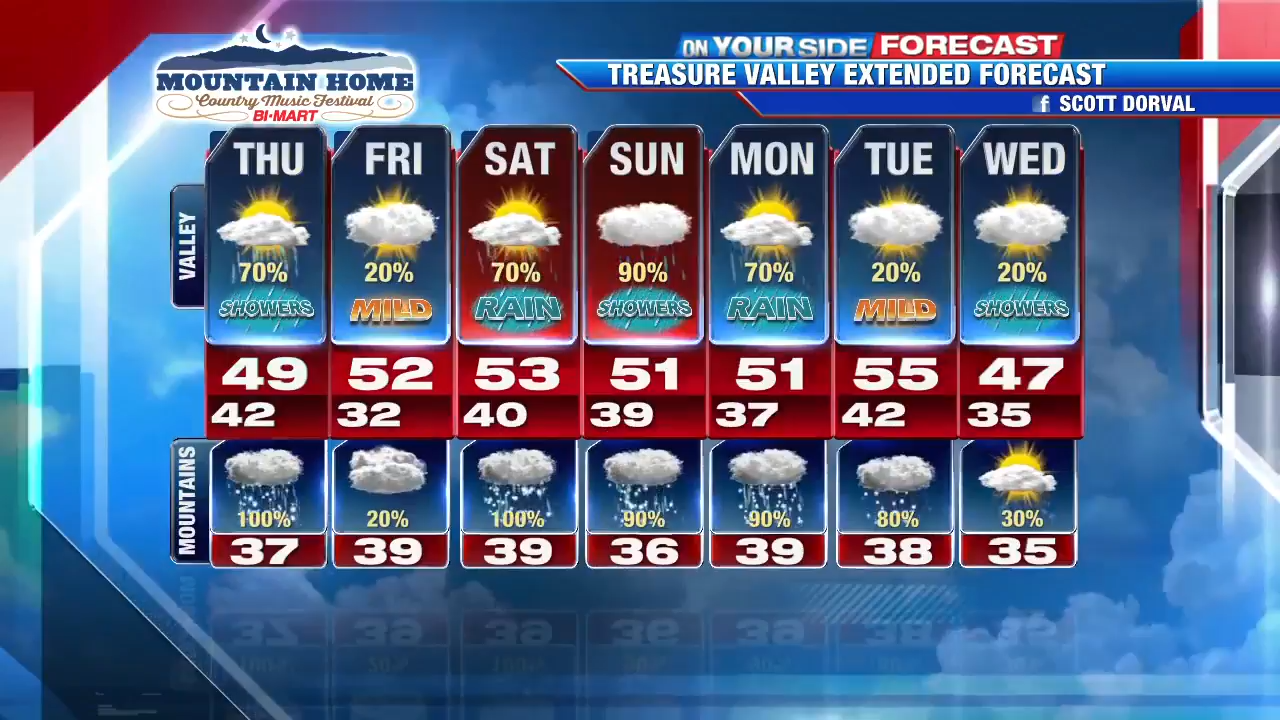 MOUNTAIN HOME
Country Music Festival
BI-MART
ON YOUR SIDE FORECAST
TREASURE VALLEY EXTENDED FORECAST
f SCOTT DORVAL
THU FRI SAT SUN MON TUE WED
VALLEY
70% 20% 70% 90% 70% 20% 20%
SHOWERS MILD RAIN SHOWERS RAIN MILD SHOWERS
49 52 53 51 51 55 47
42 32 40 39 37 42 35
MOUNTAINS
100% 20% 100% 90% 90% 80% 30%
37 39 39 36 39 38 35